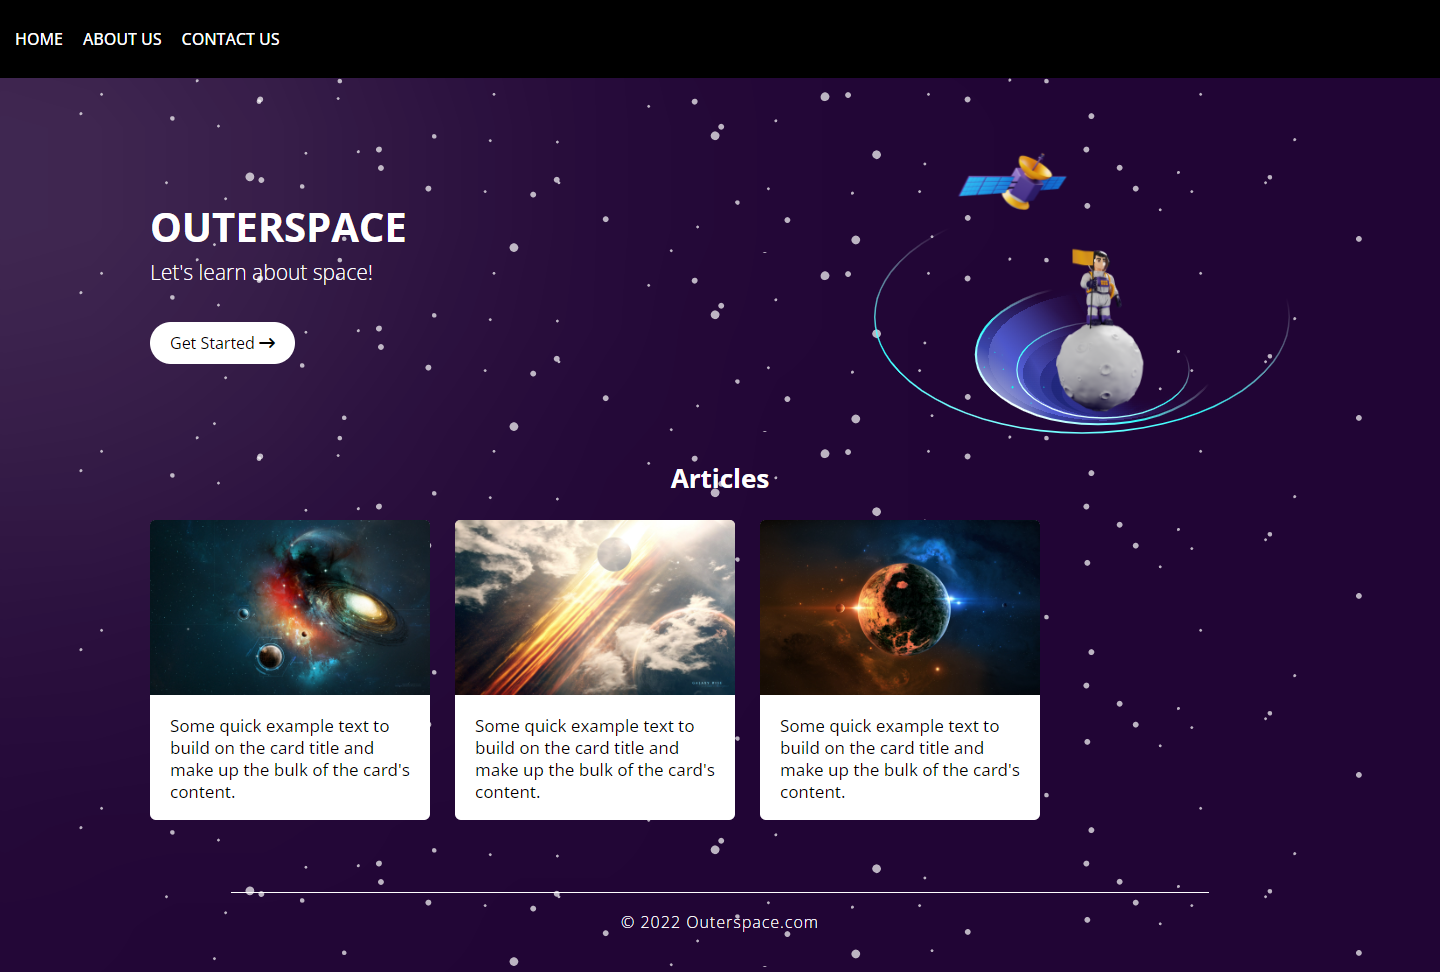 HOME ABOUT US CONTACT US
OUTERSPACE
Let's learn about space!
Get Started →
Articles
Some quick example text to
build on the card title and
make up the bulk of the card's
content.
Some quick example text to
build on the card title and
make up the bulk of the card's
content.
Some quick example text to
build on the card title and
make up the bulk of the card's
content.
© 2022 Outerspace.com